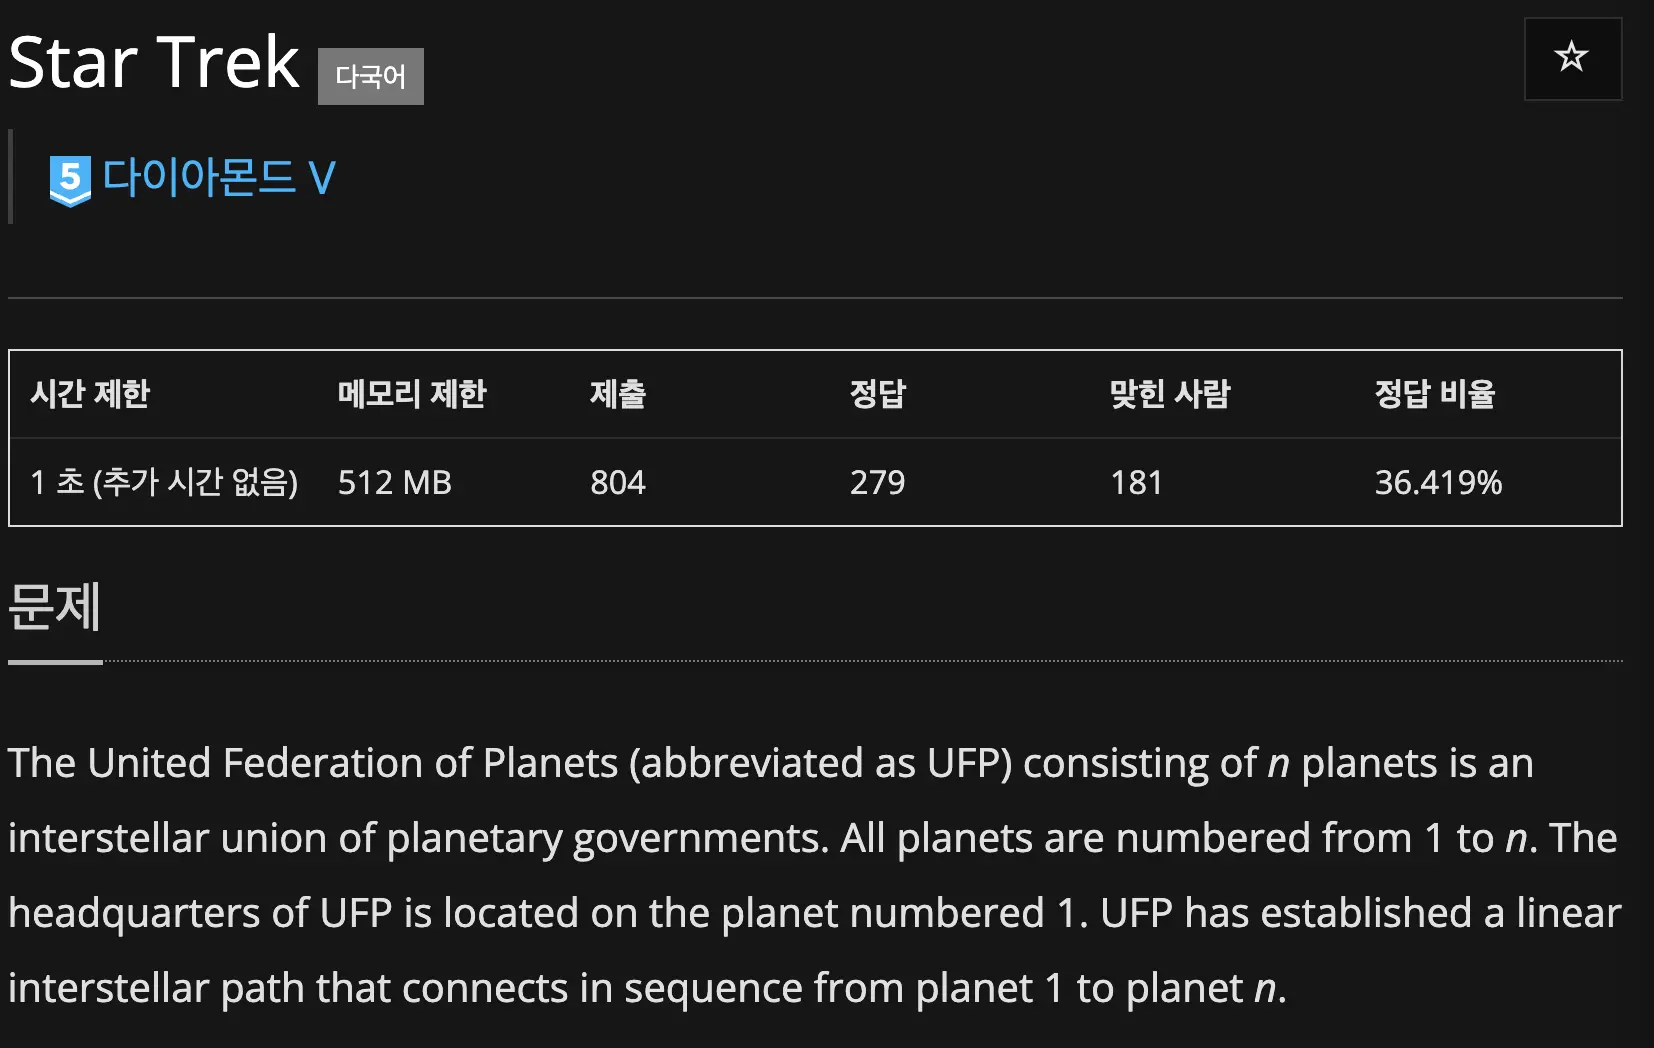 Star Trek 다국어
☆
5 다이아몬드 V
시간 제한 메모리 제한 제출 정답 맞힌 사람 정답 비율
1 초 (추가 시간 없음) 512 MB 804 279 181 36.419%
문제
The United Federation of Planets (abbreviated as UFP) consisting of n planets is an
interstellar union of planetary governments. All planets are numbered from 1 to n. The
headquarters of UFP is located on the planet numbered 1. UFP has established a linear
interstellar path that connects in sequence from planet 1 to planet n.